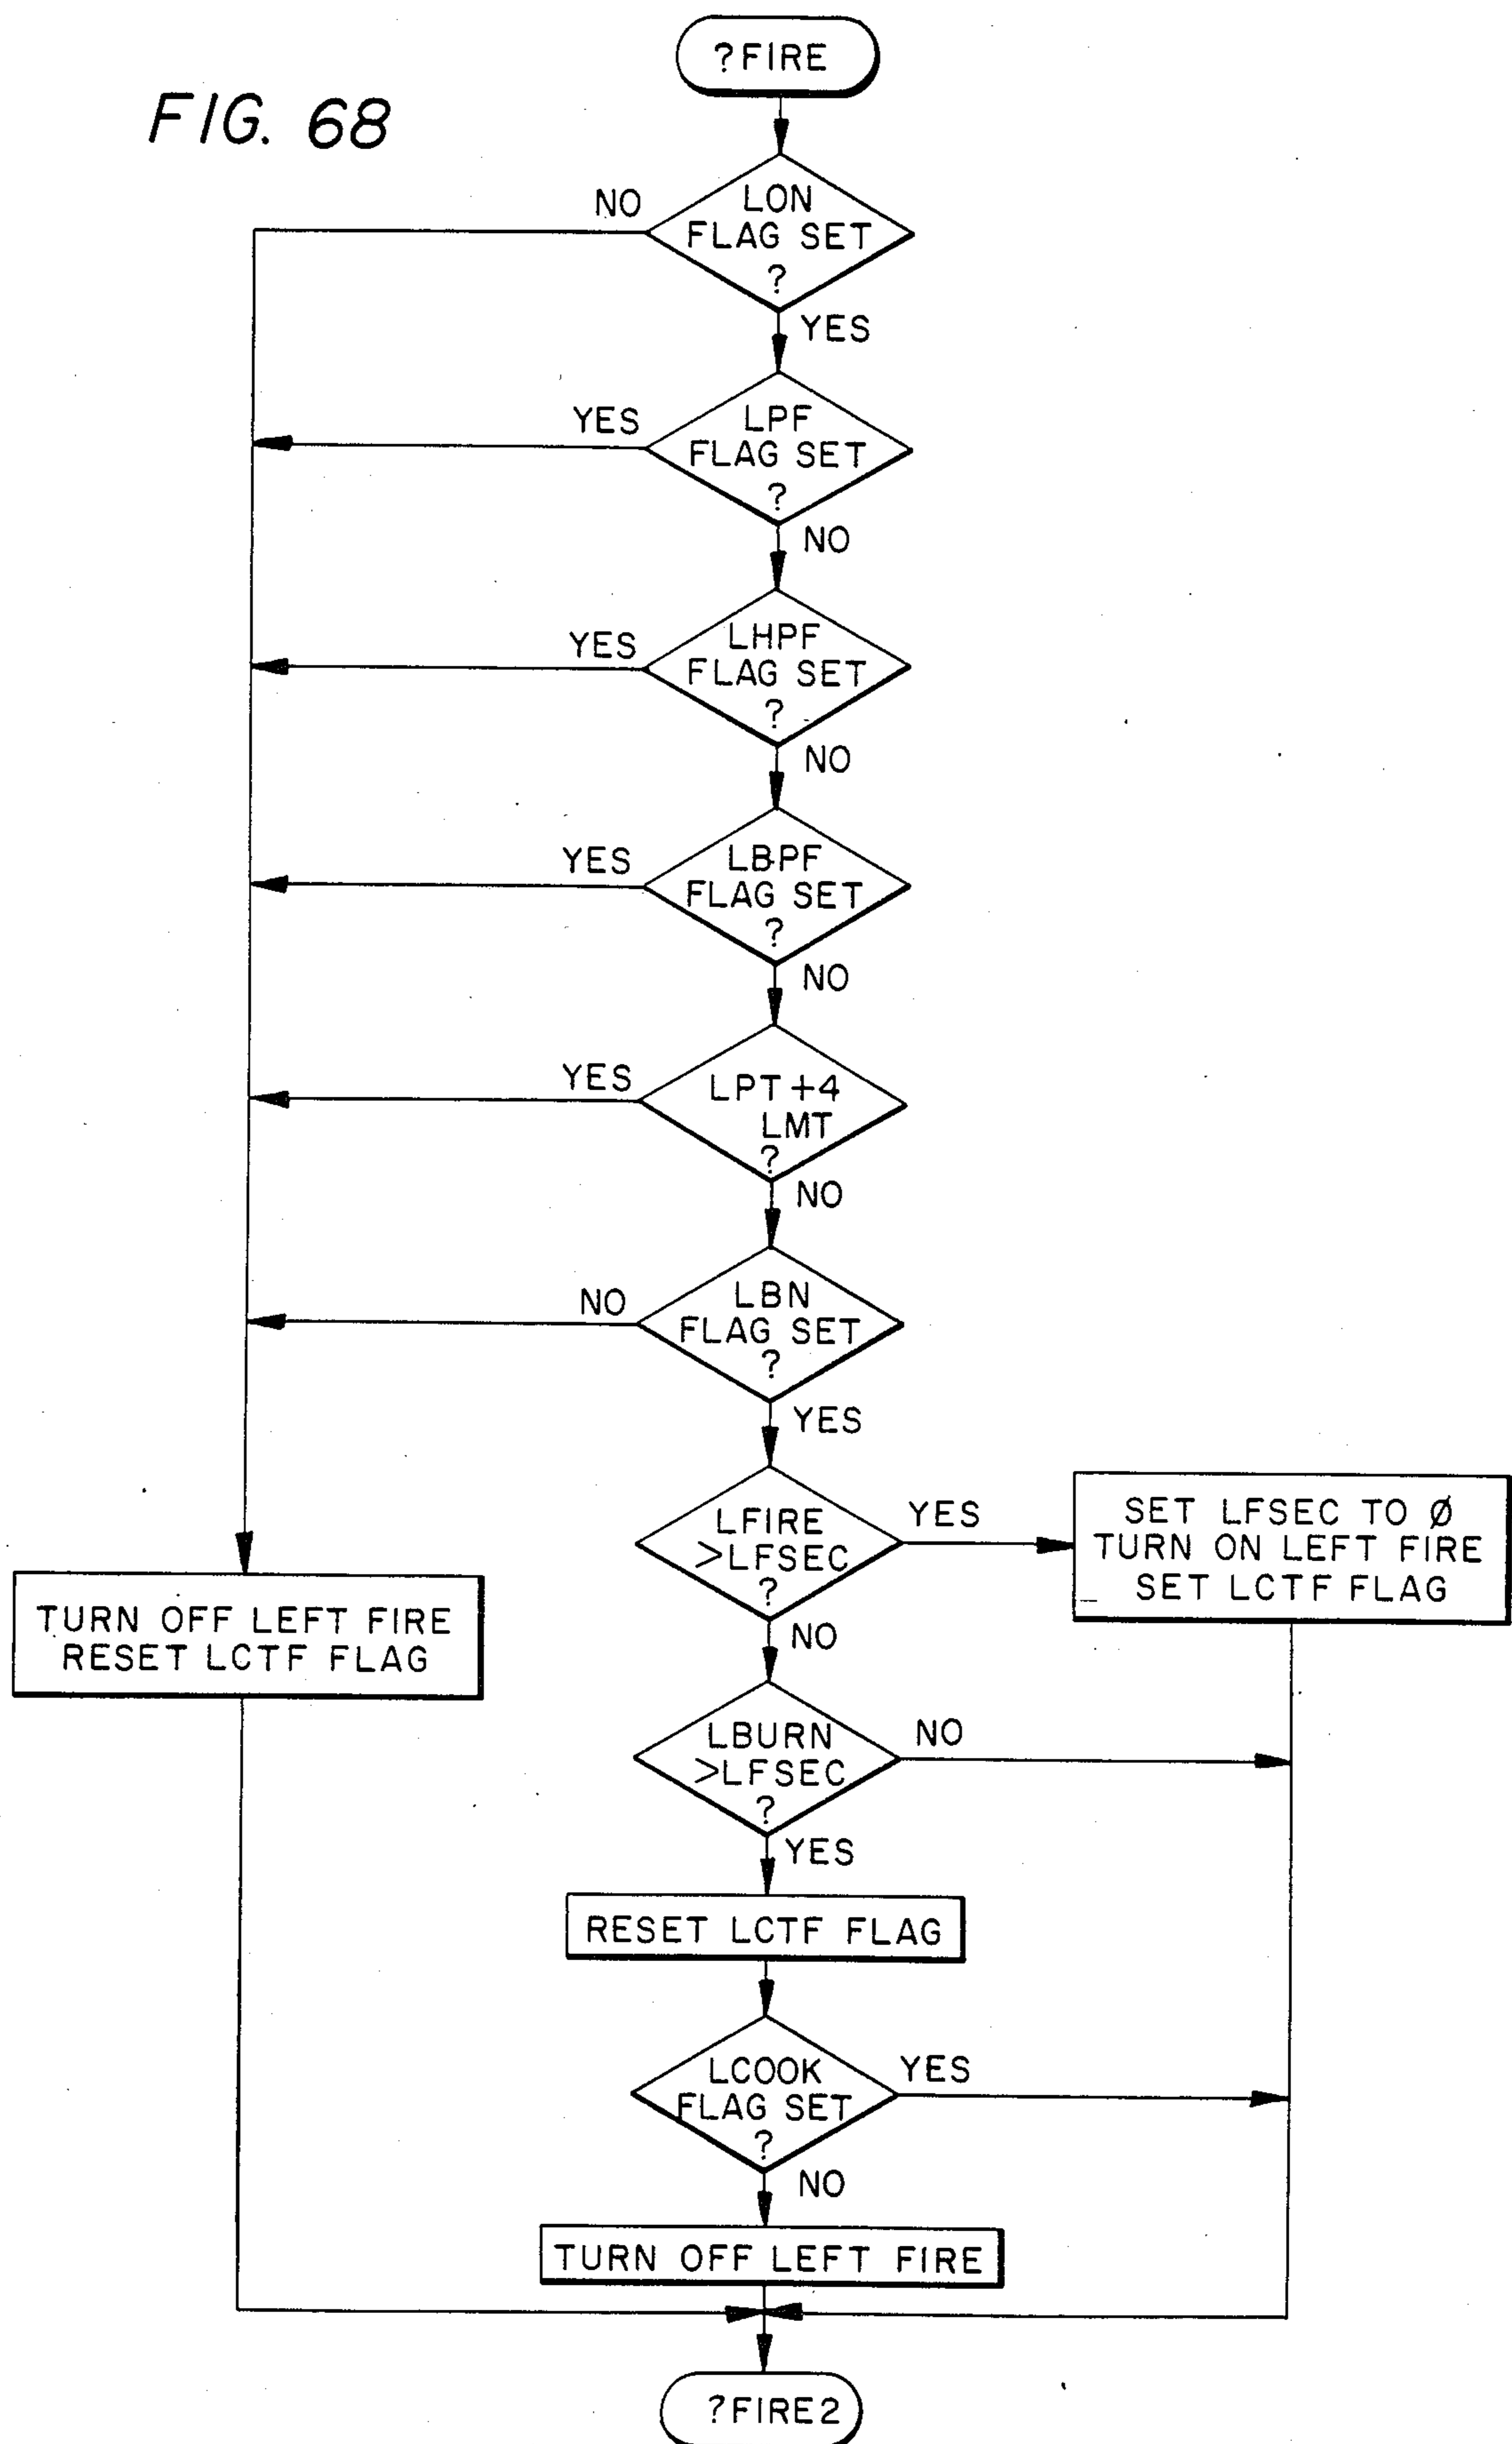 FIG. 68
?FIRE
LON
FLAG SET
?
NO
YES
LPF
FLAG SET
?
YES
NO
LHPF
FLAG SET
?
YES
NO
LBPF
FLAG SET
?
YES
NO
LPT +4
LMT
?
YES
NO
LBN
FLAG SET
?
NO
YES
LFIRE
>LFSEC
?
YES
SET LFSEC TO Ø
TURN ON LEFT FIRE
SET LCTF FLAG
NO
TURN OFF LEFT FIRE
RESET LCTF FLAG
LBURN
>LFSEC
?
NO
YES
RESET LCTF FLAG
LCOOK
FLAG SET
?
YES
NO
TURN OFF LEFT FIRE
?FIRE2